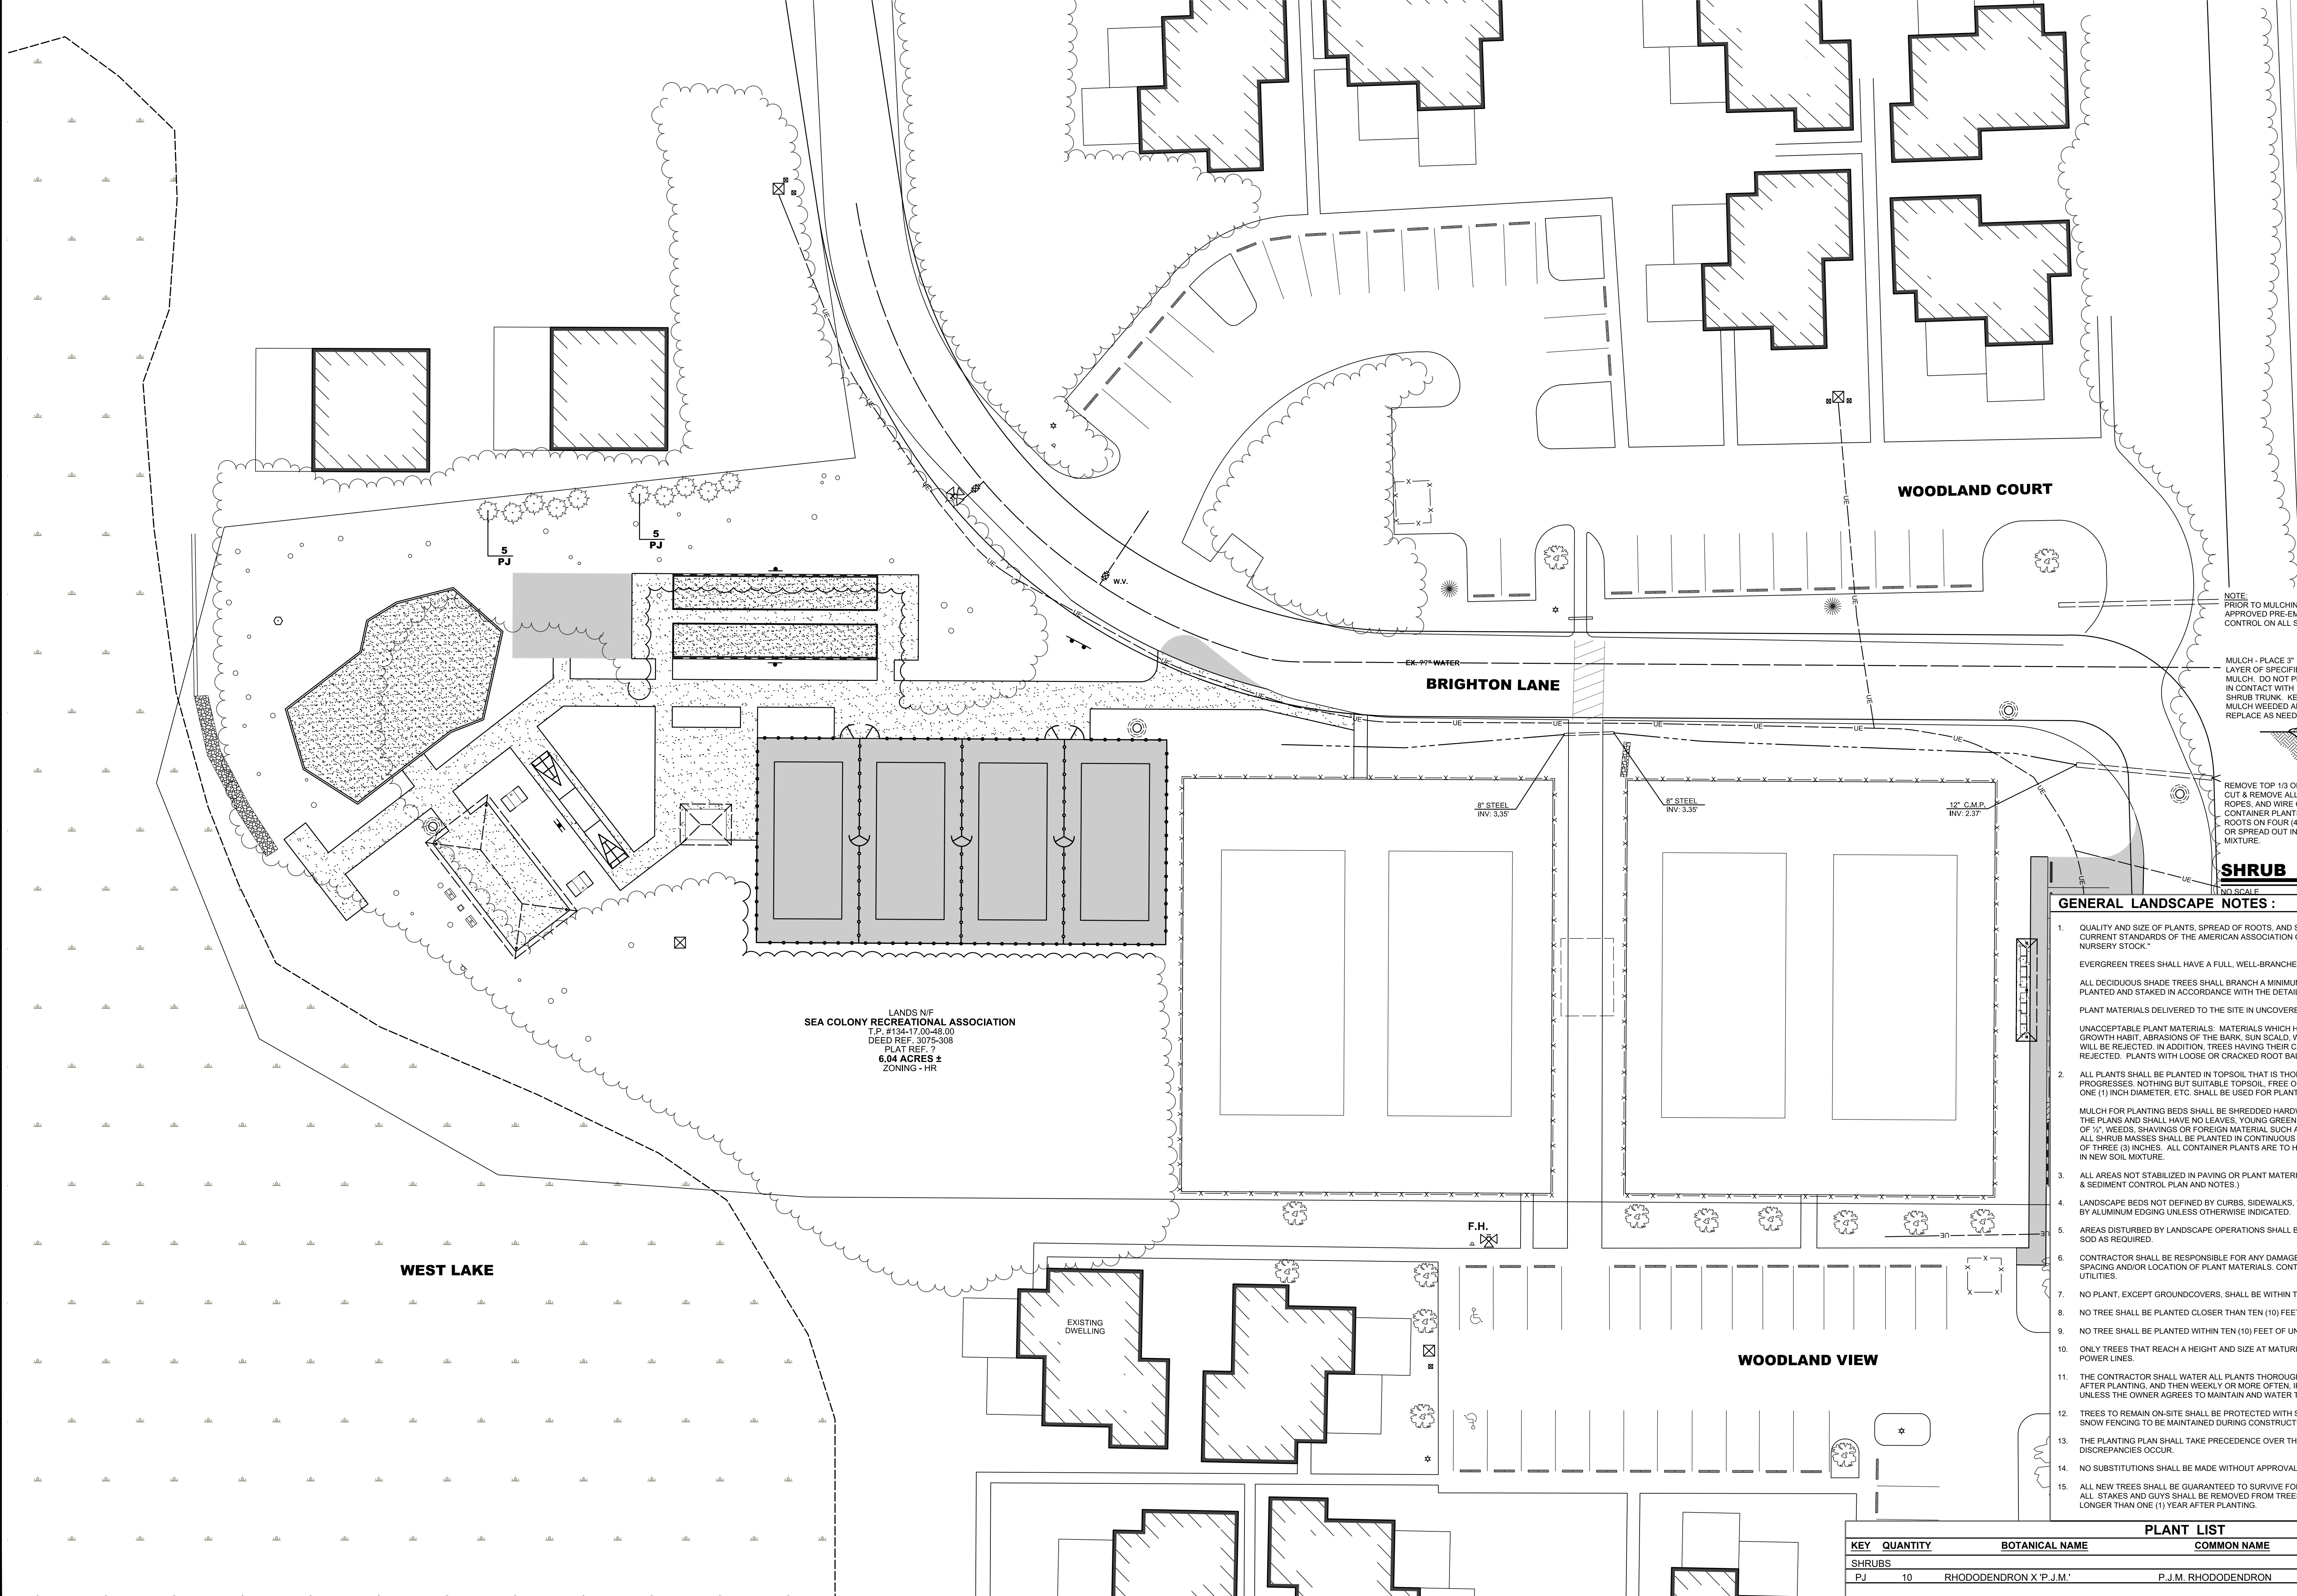 WOODLAND COURT
5
PJ
5
PJ
W.V.
UE
EX. ??" WATER
BRIGHTON LANE
8" STEEL
INV: 3.35'
8" STEEL
INV: 3.35'
12" C.M.P.
INV: 2.37'
LANDS N/F
SEA COLONY RECREATIONAL ASSOCIATION
T.P. #134-17.00-48.00
DEED REF. 3075-308
PLAT REF. ?
6.04 ACRES ±
ZONING - HR
F.H.
WEST LAKE
EXISTING
DWELLING
WOODLAND VIEW
NOTE:
PRIOR TO MULCHIN
APPROVED PRE-EM
CONTROL ON ALL S
MULCH - PLACE 3"
LAYER OF SPECIFIE
MULCH. DO NOT P
IN CONTACT WITH
SHRUB TRUNK. KE
MULCH WEEDED A
REPLACE AS NEED
REMOVE TOP 1/3 O
CUT & REMOVE ALL
ROPES, AND WIRE
CONTAINER PLANT
ROOTS ON FOUR (4
OR SPREAD OUT IN
MIXTURE.
SHRUB
NO SCALE
GENERAL LANDSCAPE NOTES :
1. QUALITY AND SIZE OF PLANTS, SPREAD OF ROOTS, AND S
CURRENT STANDARDS OF THE AMERICAN ASSOCIATION
NURSERY STOCK."
EVERGREEN TREES SHALL HAVE A FULL, WELL-BRANCHE
ALL DECIDUOUS SHADE TREES SHALL BRANCH A MINIMU
PLANTED AND STAKED IN ACCORDANCE WITH THE DETAI
PLANT MATERIALS DELIVERED TO THE SITE IN UNCOVERE
UNACCEPTABLE PLANT MATERIALS: MATERIALS WHICH H
GROWTH HABIT, ABRASIONS OF THE BARK, SUN SCALD, W
WILL BE REJECTED. IN ADDITION, TREES HAVING THEIR C
REJECTED. PLANTS WITH LOOSE OR CRACKED ROOT BAL
2. ALL PLANTS SHALL BE PLANTED IN TOPSOIL THAT IS THO
PROGRESSES. NOTHING BUT SUITABLE TOPSOIL, FREE O
ONE (1) INCH DIAMETER, ETC. SHALL BE USED FOR PLANT
MULCH FOR PLANTING BEDS SHALL BE SHREDDED HARDW
THE PLANS AND SHALL HAVE NO LEAVES, YOUNG GREEN
OF ½", WEEDS, SHAVINGS OR FOREIGN MATERIAL SUCH A
ALL SHRUB MASSES SHALL BE PLANTED IN CONTINUOUS
OF THREE (3) INCHES. ALL CONTAINER PLANTS ARE TO H
IN NEW SOIL MIXTURE.
3. ALL AREAS NOT STABILIZED IN PAVING OR PLANT MATERI
& SEDIMENT CONTROL PLAN AND NOTES.)
4. LANDSCAPE BEDS NOT DEFINED BY CURBS, SIDEWALKS,
BY ALUMINUM EDGING UNLESS OTHERWISE INDICATED.
5. AREAS DISTURBED BY LANDSCAPE OPERATIONS SHALL B
SOD AS REQUIRED.
6. CONTRACTOR SHALL BE RESPONSIBLE FOR ANY DAMAGE
SPACING AND/OR LOCATION OF PLANT MATERIALS. CONT
UTILITIES.
7. NO PLANT, EXCEPT GROUNDCOVERS, SHALL BE WITHIN T
8. NO TREE SHALL BE PLANTED CLOSER THAN TEN (10) FEE
9. NO TREE SHALL BE PLANTED WITHIN TEN (10) FEET OF UN
10. ONLY TREES THAT REACH A HEIGHT AND SIZE AT MATUR
POWER LINES.
11. THE CONTRACTOR SHALL WATER ALL PLANTS THOROUG
AFTER PLANTING, AND THEN WEEKLY OR MORE OFTEN, I
UNLESS THE OWNER AGREES TO MAINTAIN AND WATER T
12. TREES TO REMAIN ON-SITE SHALL BE PROTECTED WITH S
SNOW FENCING TO BE MAINTAINED DURING CONSTRUCT
13. THE PLANTING PLAN SHALL TAKE PRECEDENCE OVER TH
DISCREPANCIES OCCUR.
14. NO SUBSTITUTIONS SHALL BE MADE WITHOUT APPROVAL
15. ALL NEW TREES SHALL BE GUARANTEED TO SURVIVE FO
ALL STAKES AND GUYS SHALL BE REMOVED FROM TREE
LONGER THAN ONE (1) YEAR AFTER PLANTING.
PLANT LIST
KEY QUANTITY BOTANICAL NAME COMMON NAME
SHRUBS
PJ 10 RHODODENDRON X 'P.J.M.' P.J.M. RHODODENDRON